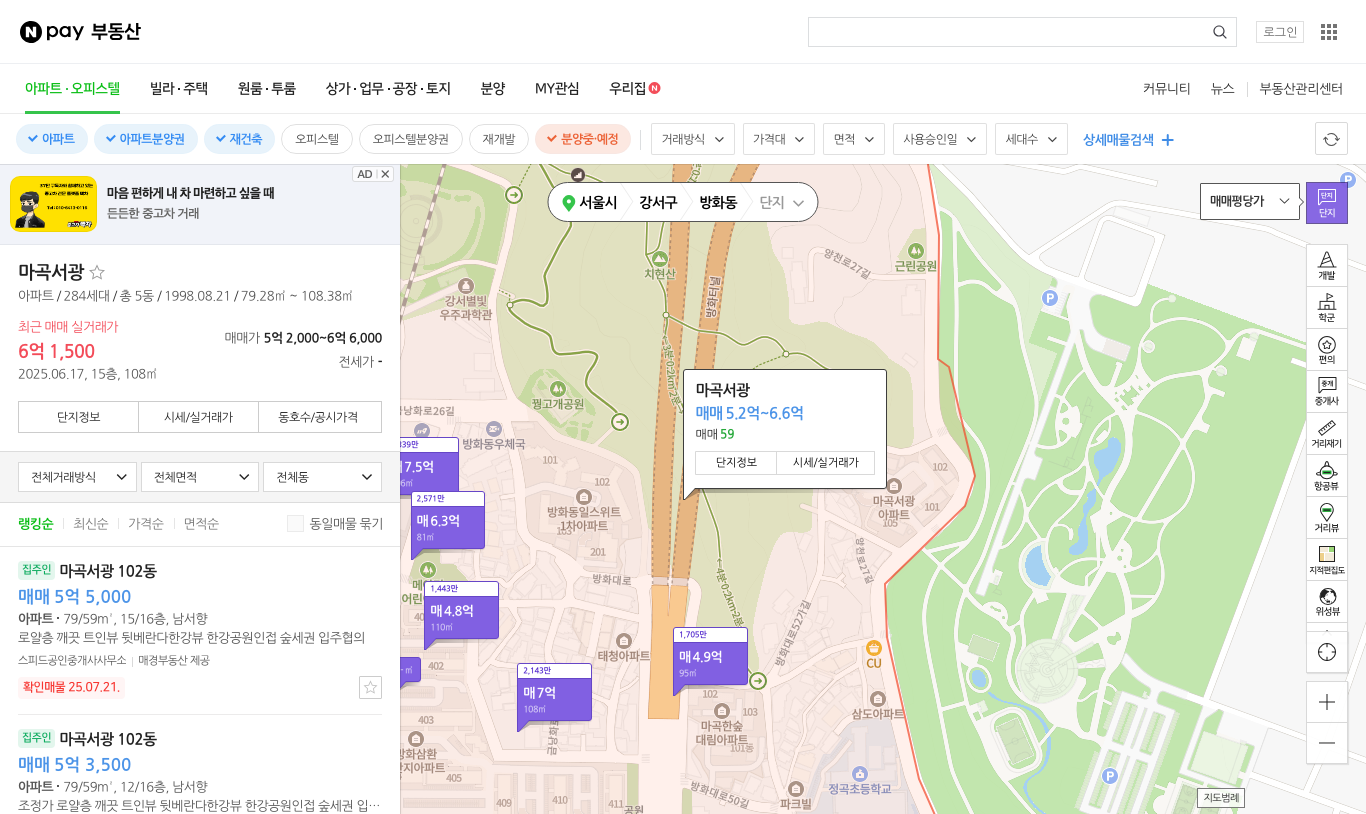 N pay 부동산
로그인
아파트 · 오피스텔
빌라 · 주택
원룸 · 투룸
상가 · 업무 · 공장 · 토지
분양
MY관심
우리집 N
커뮤니티
뉴스
부동산관리센터
아파트
아파트분양권
재건축
오피스텔
오피스텔분양권
재개발
분양중·예정
거래방식
가격대
면적
사용승인일
세대수
상세매물검색
AD
마음 편하게 내 차 마련하고 싶을 때
든든한 중고차 거래
마곡서광
아파트 / 284세대 / 총 5동 / 1998.08.21 / 79.28㎡ ~ 108.38㎡
최근 매매 실거래가
6억 1,500
2025.06.17, 15층, 108㎡
매매가 5억 2,000~6억 6,000
전세가 -
단지정보
시세/실거래가
동호수/공시가격
전체거래방식
전체면적
전체동
랭킹순
최신순
가격순
면적순
동일매물 묶기
집주인 마곡서광 102동
매매 5억 5,000
아파트 · 79/59㎡, 15/16층, 남서향
로얄층 깨끗 트인뷰 뒷베란다한강뷰 한강공원인접 숲세권 입주협의
스피드공인중개사사무소
매경부동산 제공
확인매물 25.07.21.
집주인 마곡서광 102동
매매 5억 3,500
아파트 · 79/59㎡, 12/16층, 남서향
조정가 로얄층 깨끗 트인뷰 뒷베란다한강뷰 한강공원인접 숲세권 입…
서울시
강서구
방화동
단지
매매평당가
단지
단지
개발
학군
편의
중개
중개사
거리재기
항공뷰
거리뷰
지적편집도
위성뷰
지도범례
마곡서광
매매 5.2억~6.6억
매매 59
단지정보
시세/실거래가
치현산
방화터널
양천로27길
근린공원
강서별빛
우주과학관
꿩고개공원
금낭화로26길
방화동우체국
101
102
방화동일스위트
1차아파트
103
201
방화대로
339만
7.5억
2,571만
매 6.3억
81㎡
1,443만
매 4.8억
110㎡
402
2,143만
매 7억
108㎡
1,705만
매 4.9억
95㎡
태청아파트
102
103
마곡한숲
대림아파트
101동
방화대로52가길
양천로27길
102
마곡서광
아파트
101
105
CU
삼도아파트
정곡초등학교
파크빌
방화대로50길
403
404
405
409
410
411
공원
P
P
P